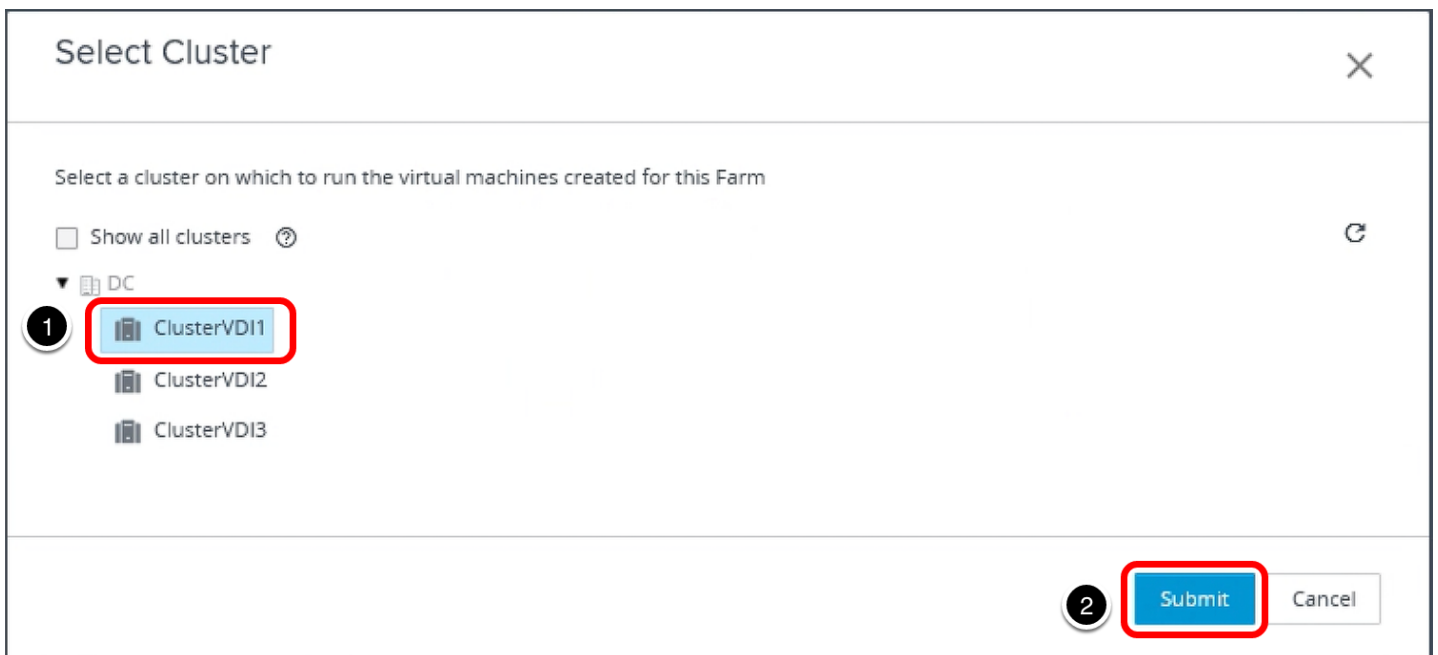 Select Cluster
Select a cluster on which to run the virtual machines created for this Farm
Show all clusters
DC
1
ClusterVDI1
ClusterVDI2
ClusterVDI3
2
Submit
Cancel